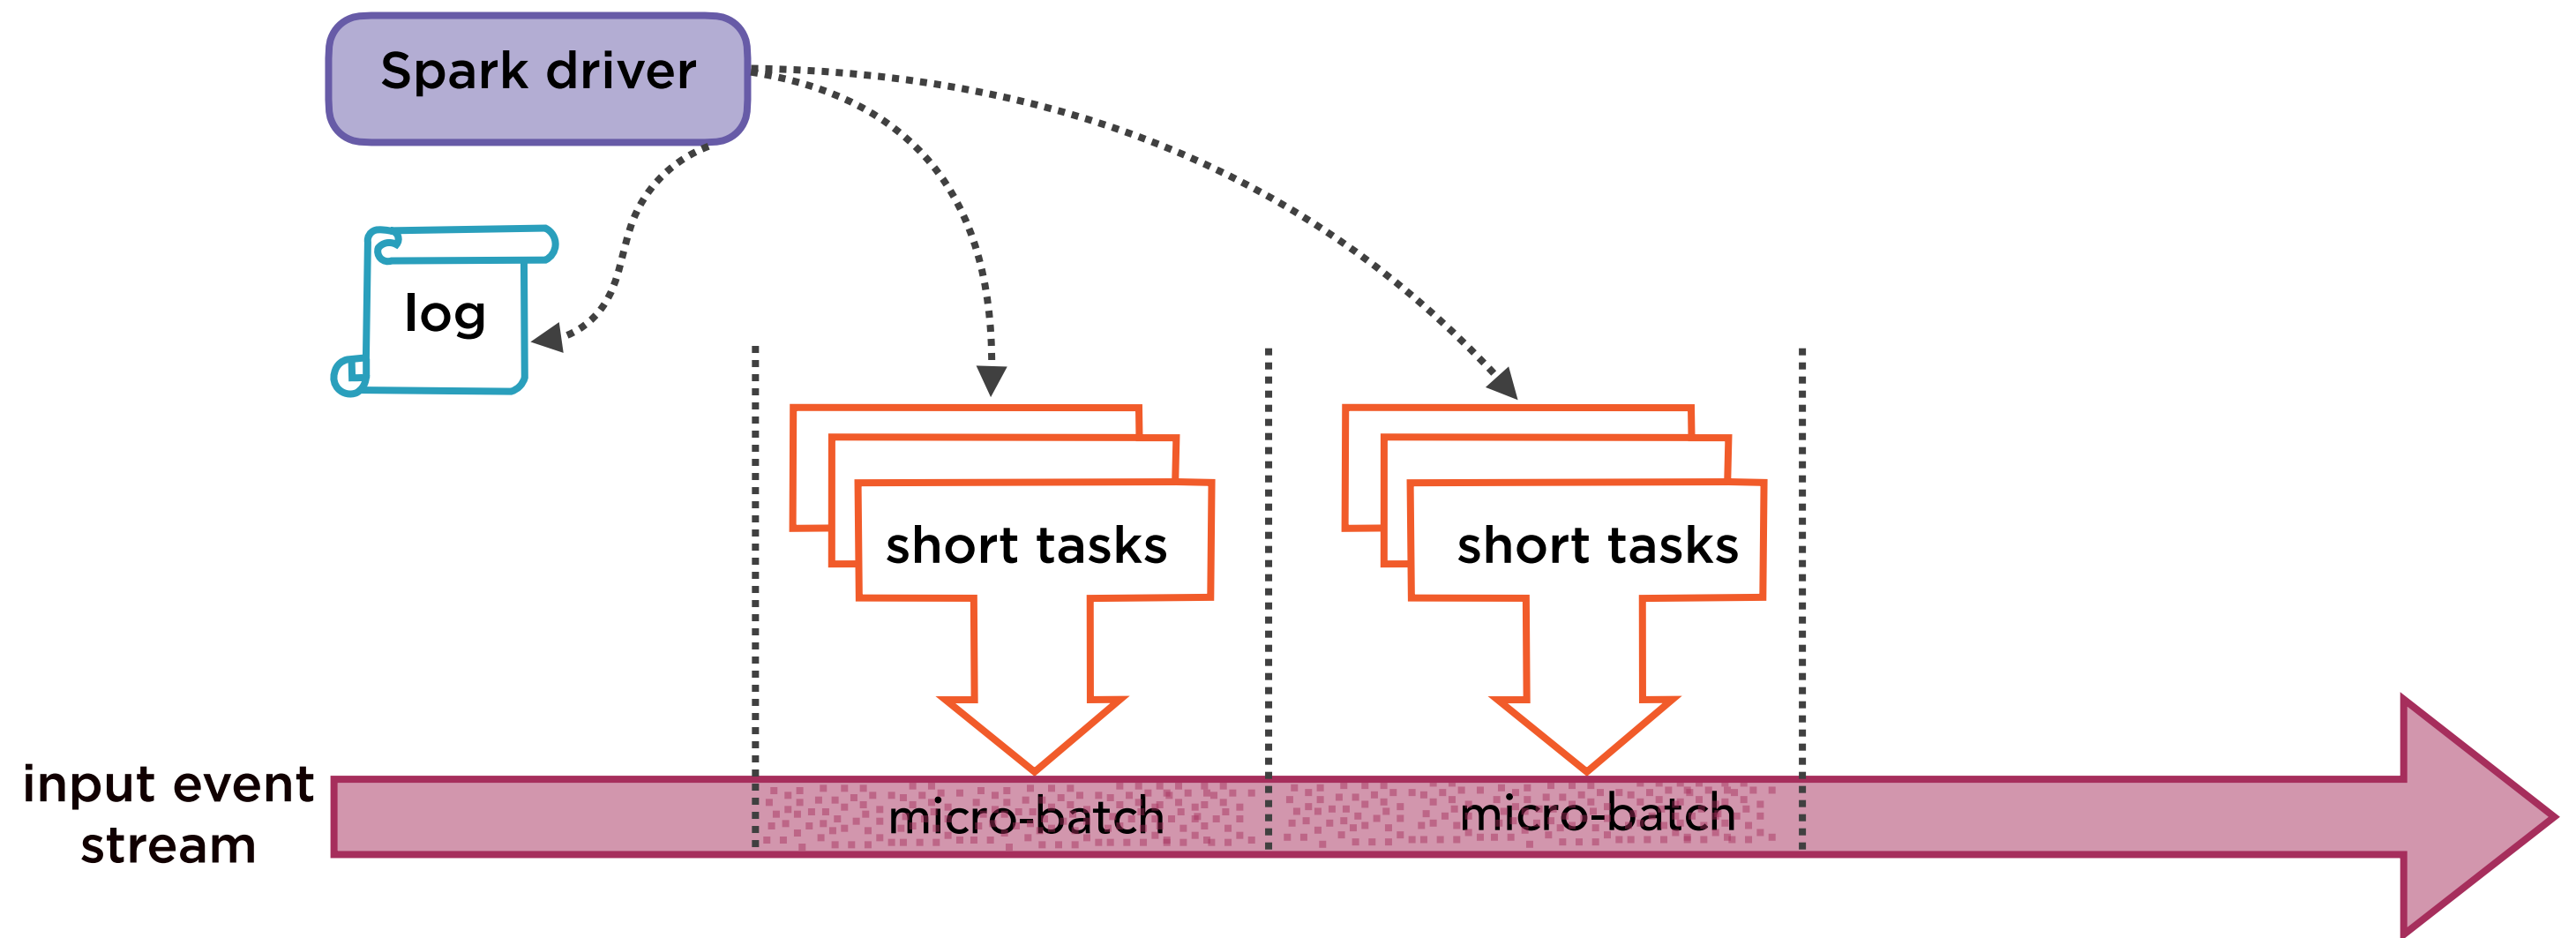 Spark driver
log
short tasks
short tasks
input event
stream
micro-batch
micro-batch